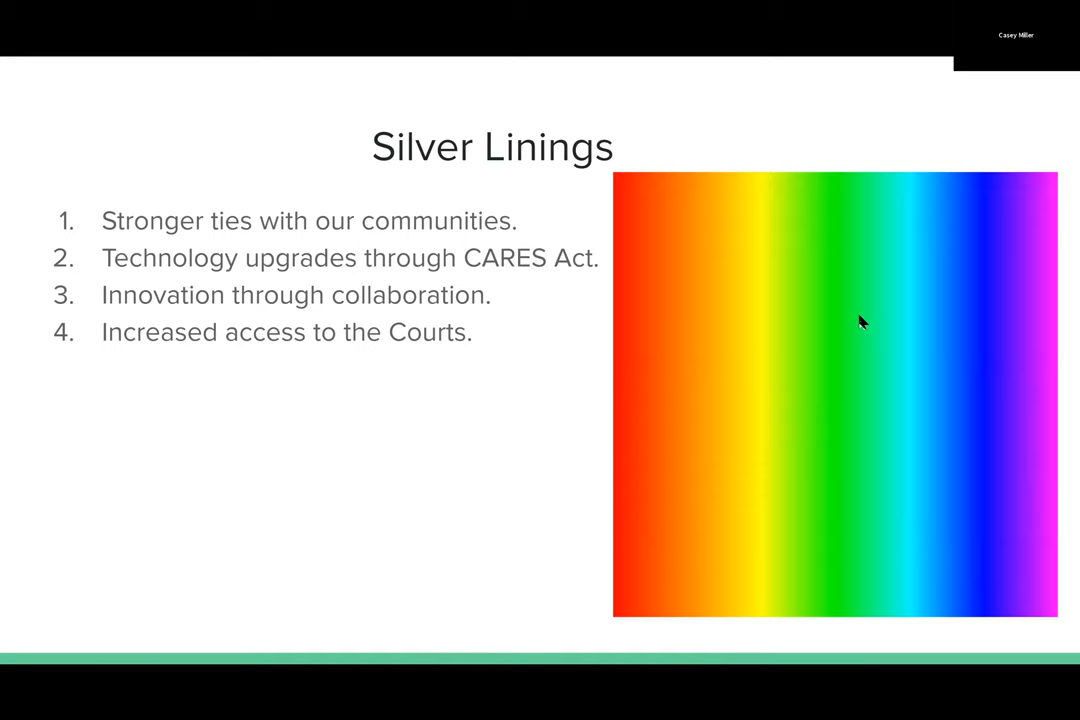 Casey Miller
Silver Linings
1. Stronger ties with our communities.
2. Technology upgrades through CARES Act.
3. Innovation through collaboration.
4. Increased access to the Courts.